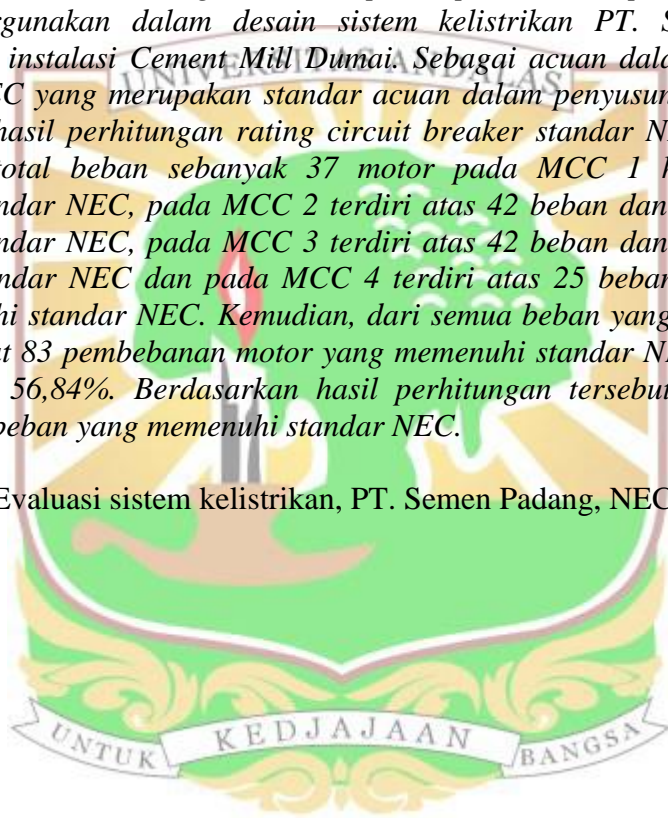 rgunakan dalam desain sistem kelistrikan PT. S
instalasi Cement Mill Dumai. Sebagai acuan dala
UNIVERSITAS ANDALAS
EC yang merupakan standar acuan dalam penyusun
hasil perhitungan rating circuit breaker standar N
total beban sebanyak 37 motor pada MCC 1
ndar NEC, pada MCC 2 terdiri atas 42 beban dan
ndar NEC, pada MCC 3 terdiri atas 42 beban dan
ndar NEC dan pada MCC 4 terdiri atas 25 beban
hi standar NEC. Kemudian, dari semua beban yang
at 83 pembebanan motor yang memenuhi standar N
56,84%. Berdasarkan hasil perhitungan tersebut
beban yang memenuhi standar NEC.
Evaluasi sistem kelistrikan, PT. Semen Padang, NEC
UNTUK KEDJAJAAN BANGSA